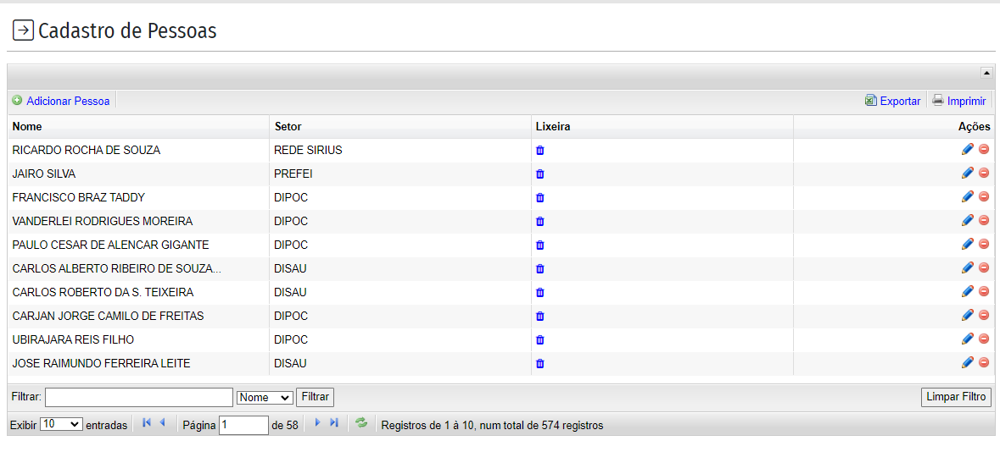 Cadastro de Pessoas
Adicionar Pessoa Exportar Imprimir
Nome Setor Lixeira Ações
RICARDO ROCHA DE SOUZA REDE SIRIUS
JAIRO SILVA PREFEI
FRANCISCO BRAZ TADDY DIPOC
VANDERLEI RODRIGUES MOREIRA DIPOC
PAULO CESAR DE ALENCAR GIGANTE DIPOC
CARLOS ALBERTO RIBEIRO DE SOUZA... DISAU
CARLOS ROBERTO DA S. TEIXEIRA DISAU
CARJAN JORGE CAMILO DE FREITAS DIPOC
UBIRAJARA REIS FILHO DIPOC
JOSE RAIMUNDO FERREIRA LEITE DISAU
Filtrar: Nome Filtrar Limpar Filtro
Exibir 10 entradas Página 1 de 58 Registros de 1 à 10, num total de 574 registros